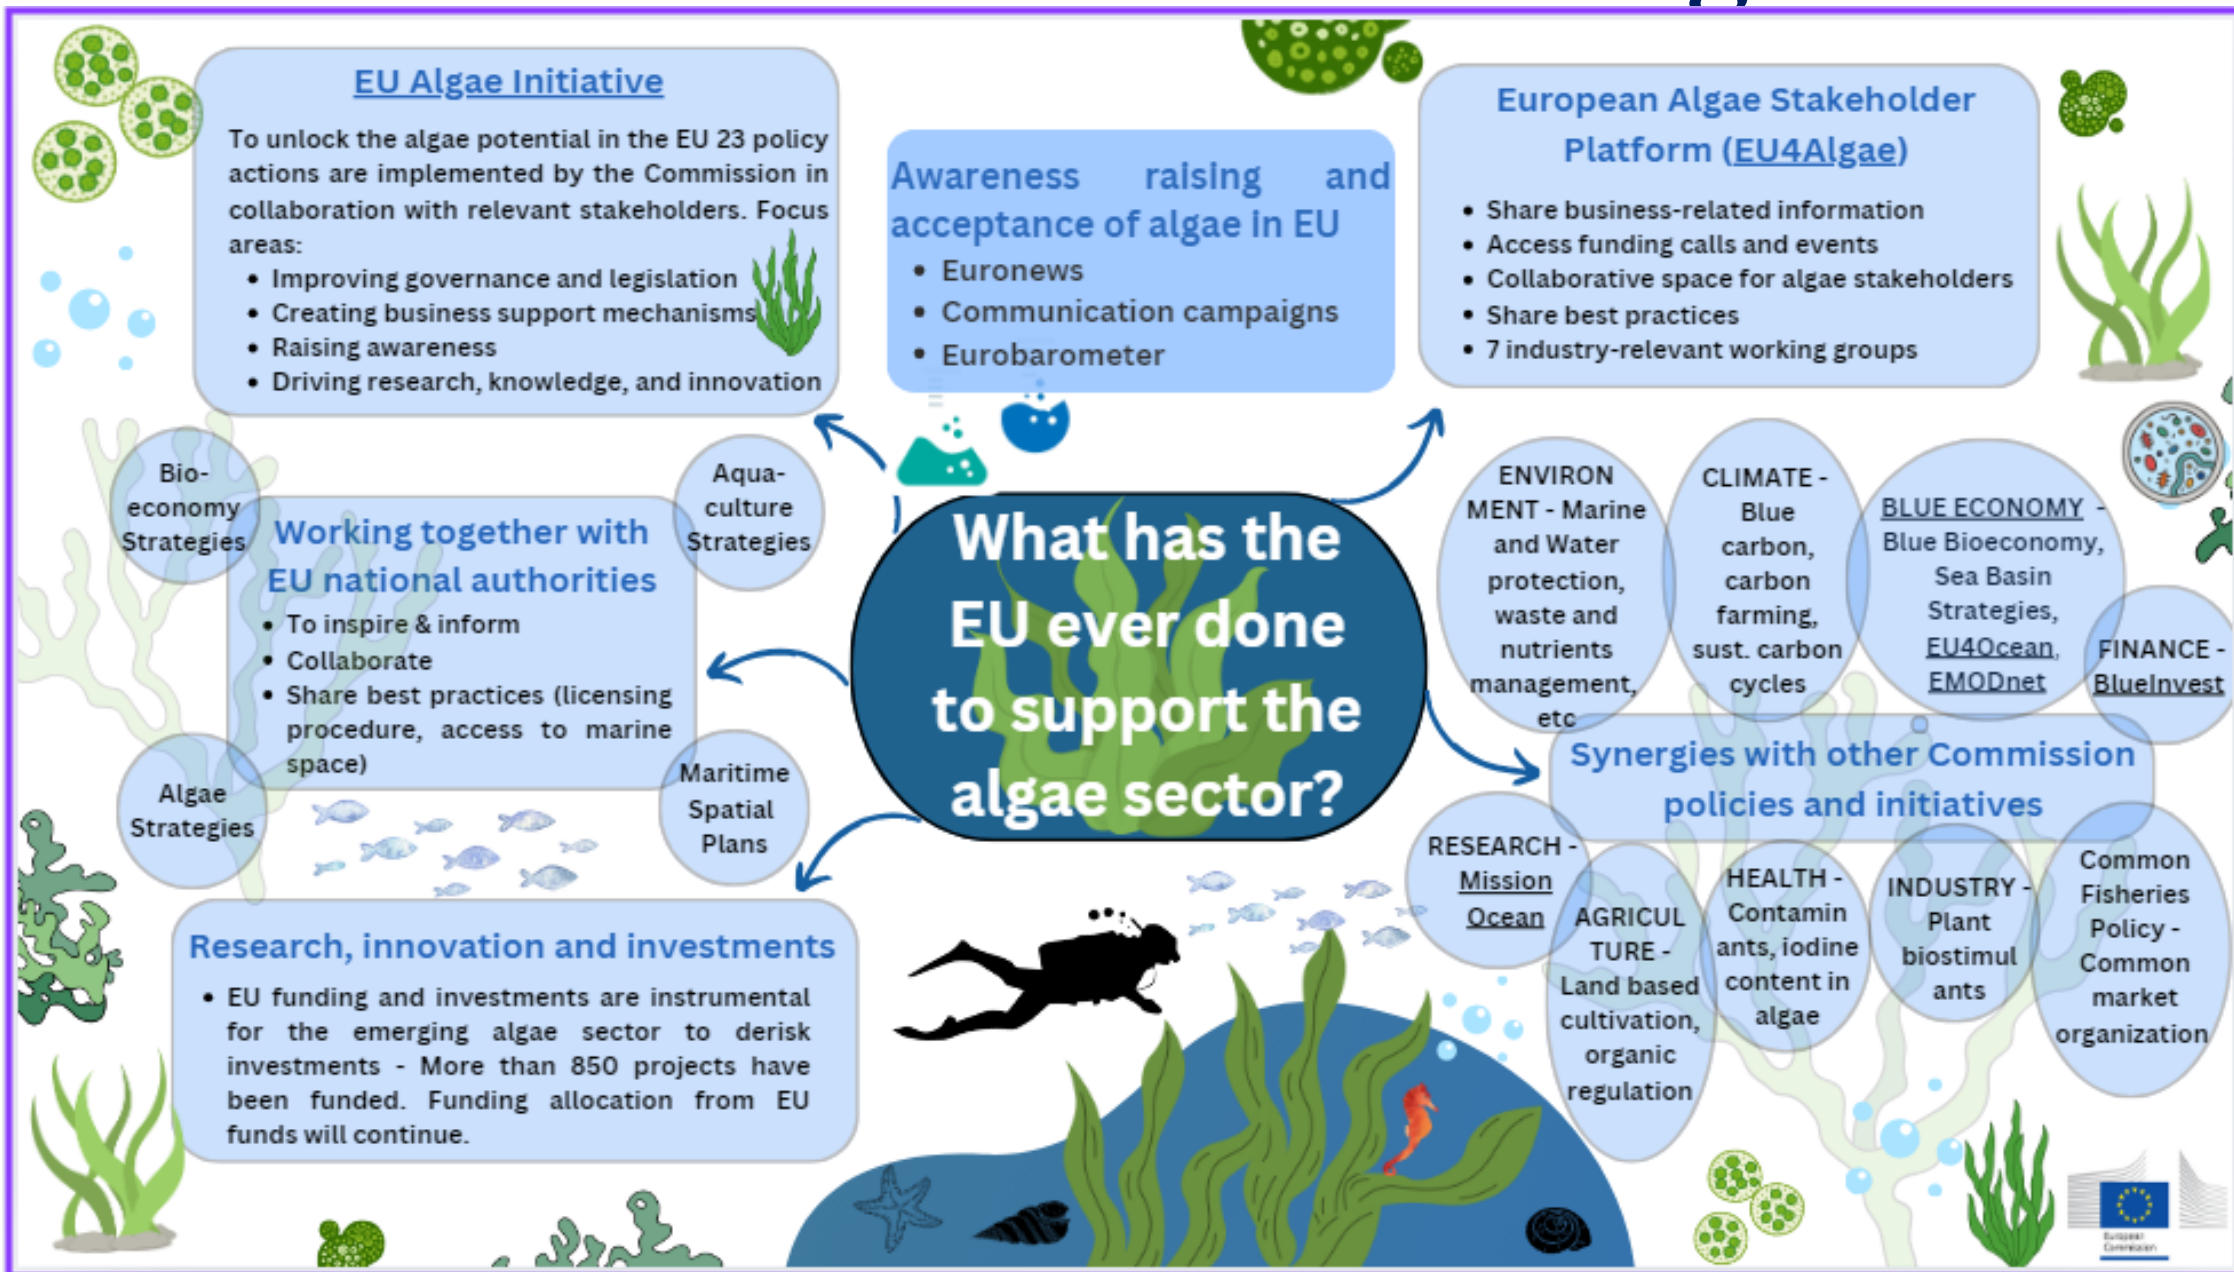 EU Algae Initiative
To unlock the algae potential in the EU 23 policy
actions are implemented by the Commission in
collaboration with relevant stakeholders. Focus
areas:
• Improving governance and legislation
• Creating business support mechanisms
• Raising awareness
• Driving research, knowledge, and innovation
Awareness raising and
acceptance of algae in EU
• Euronews
• Communication campaigns
• Eurobarometer
European Algae Stakeholder
Platform (EU4Algae)
• Share business-related information
• Access funding calls and events
• Collaborative space for algae stakeholders
• Share best practices
• 7 industry-relevant working groups
Bio-
economy
Strategies
Aqua-
culture
Strategies
Working together with
EU national authorities
• To inspire & inform
• Collaborate
• Share best practices (licensing
procedure, access to marine
space)
Algae
Strategies
Maritime
Spatial
Plans
What has the
EU ever done
to support the
algae sector?
ENVIRON
MENT - Marine
and Water
protection,
waste and
nutrients
management,
etc
CLIMATE -
Blue
carbon,
carbon
farming,
sust. carbon
cycles
BLUE ECONOMY -
Blue Bioeconomy,
Sea Basin
Strategies,
EU4Ocean,
EMODnet
FINANCE -
BlueInvest
Synergies with other Commission
policies and initiatives
RESEARCH -
Mission
Ocean
AGRICUL
TURE -
Land based
cultivation,
organic
regulation
HEALTH -
Contamin
ants, iodine
content in
algae
INDUSTRY -
Plant
biostimul
ants
Common
Fisheries
Policy -
Common
market
organization
Research, innovation and investments
• EU funding and investments are instrumental
for the emerging algae sector to derisk
investments - More than 850 projects have
been funded. Funding allocation from EU
funds will continue.
European
Commission